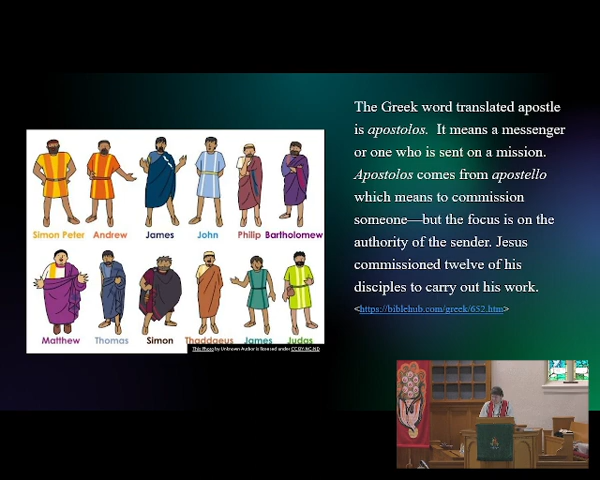 The Greek word translated apostle
is apostolos.  It means a messenger
or one who is sent on a mission.
Apostolos comes from apostello
which means to commission
someone—but the focus is on the
authority of the sender. Jesus
commissioned twelve of his
disciples to carry out his work.
<https://biblehub.com/greek/652.htm>
Simon Peter Andrew James John Philip Bartholomew
Matthew Thomas Simon Thaddaeus James Judas
This Photo by Unknown Author is licensed under CC BY-NC-ND